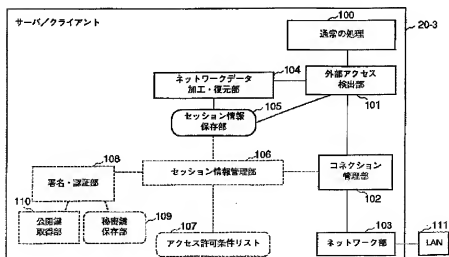 サーバ/クライアント
100
通常の処理
20-3
104
ネットワークデータ
加工・復元部
外部アクセス
検出部
101
105
セッション情報
保存部
108
署名・認証部
106
セッション情報管理部
コネクション
管理部
102
110
公開鍵
取得部
秘密鍵
保存部
109
107
アクセス許可条件リスト
103
ネットワーク部
111
LAN